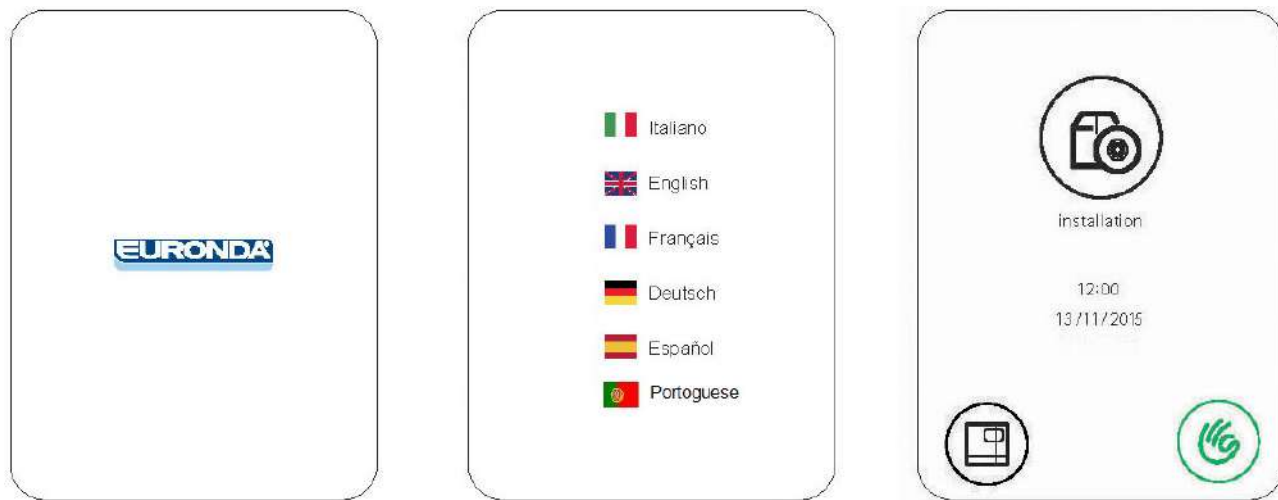 EURONDA
Italiano
English
Français
Deutsch
Español
Portoguese
installation
12:00
13/11/2015